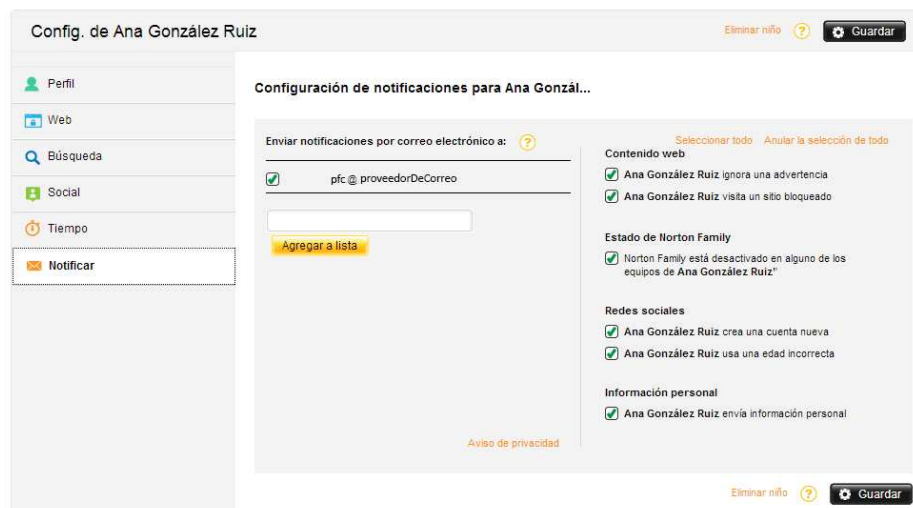 Config. de Ana González Ruiz
Eliminar niño ? Guardar
Perfil
Web
Búsqueda
Social
Tiempo
Notificar
Configuración de notificaciones para Ana Gonzál...
Enviar notificaciones por correo electrónico a: ?
pfc @ proveedorDeCorreo
Agregar a lista
Aviso de privacidad
Seleccionar todo Anular la selección de todo
Contenido web
Ana González Ruiz ignora una advertencia
Ana González Ruiz visita un sitio bloqueado
Estado de Norton Family
Norton Family está desactivado en alguno de los
equipos de Ana González Ruiz"
Redes sociales
Ana González Ruiz crea una cuenta nueva
Ana González Ruiz usa una edad incorrecta
Información personal
Ana González Ruiz envía información personal
Eliminar niño ? Guardar